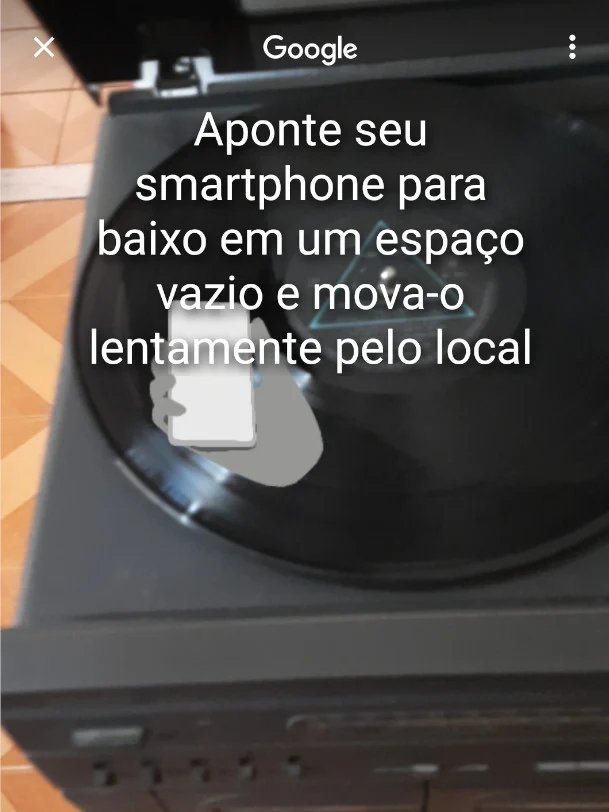 Google
Aponte seu
smartphone para
baixo em um espaço
vazio e mova-o
lentamente pelo local